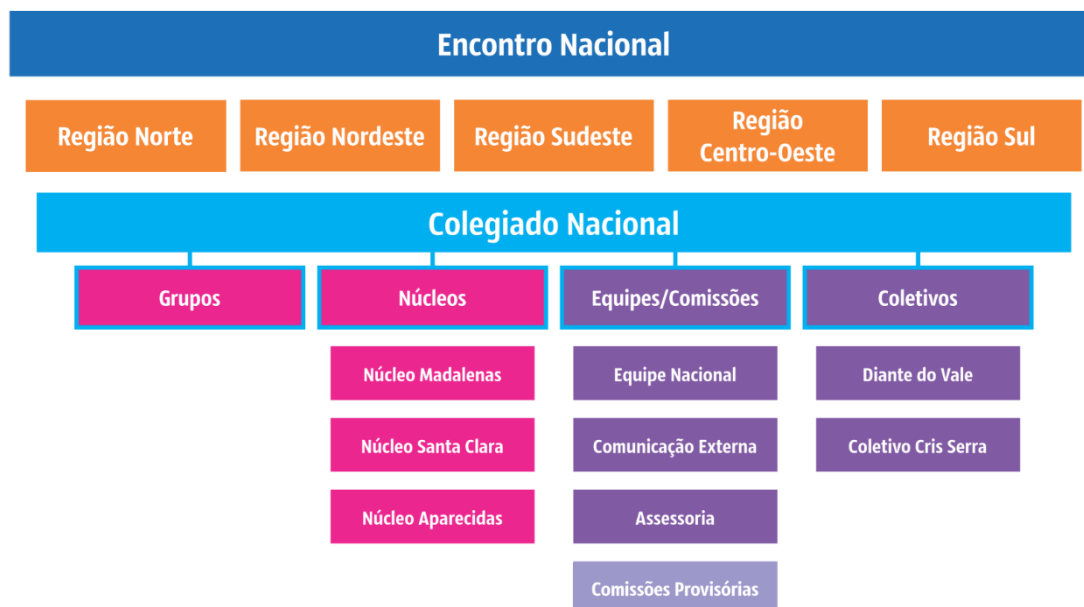 Encontro Nacional
Região Norte
Região Nordeste
Região Sudeste
Região
Centro-Oeste
Região Sul
Colegiado Nacional
Grupos
Núcleos
Equipes/Comissões
Coletivos
Núcleo Madalenas
Equipe Nacional
Diante do Vale
Núcleo Santa Clara
Comunicação Externa
Coletivo Cris Serra
Núcleo Aparecidas
Assessoria
Comissões Provisórias